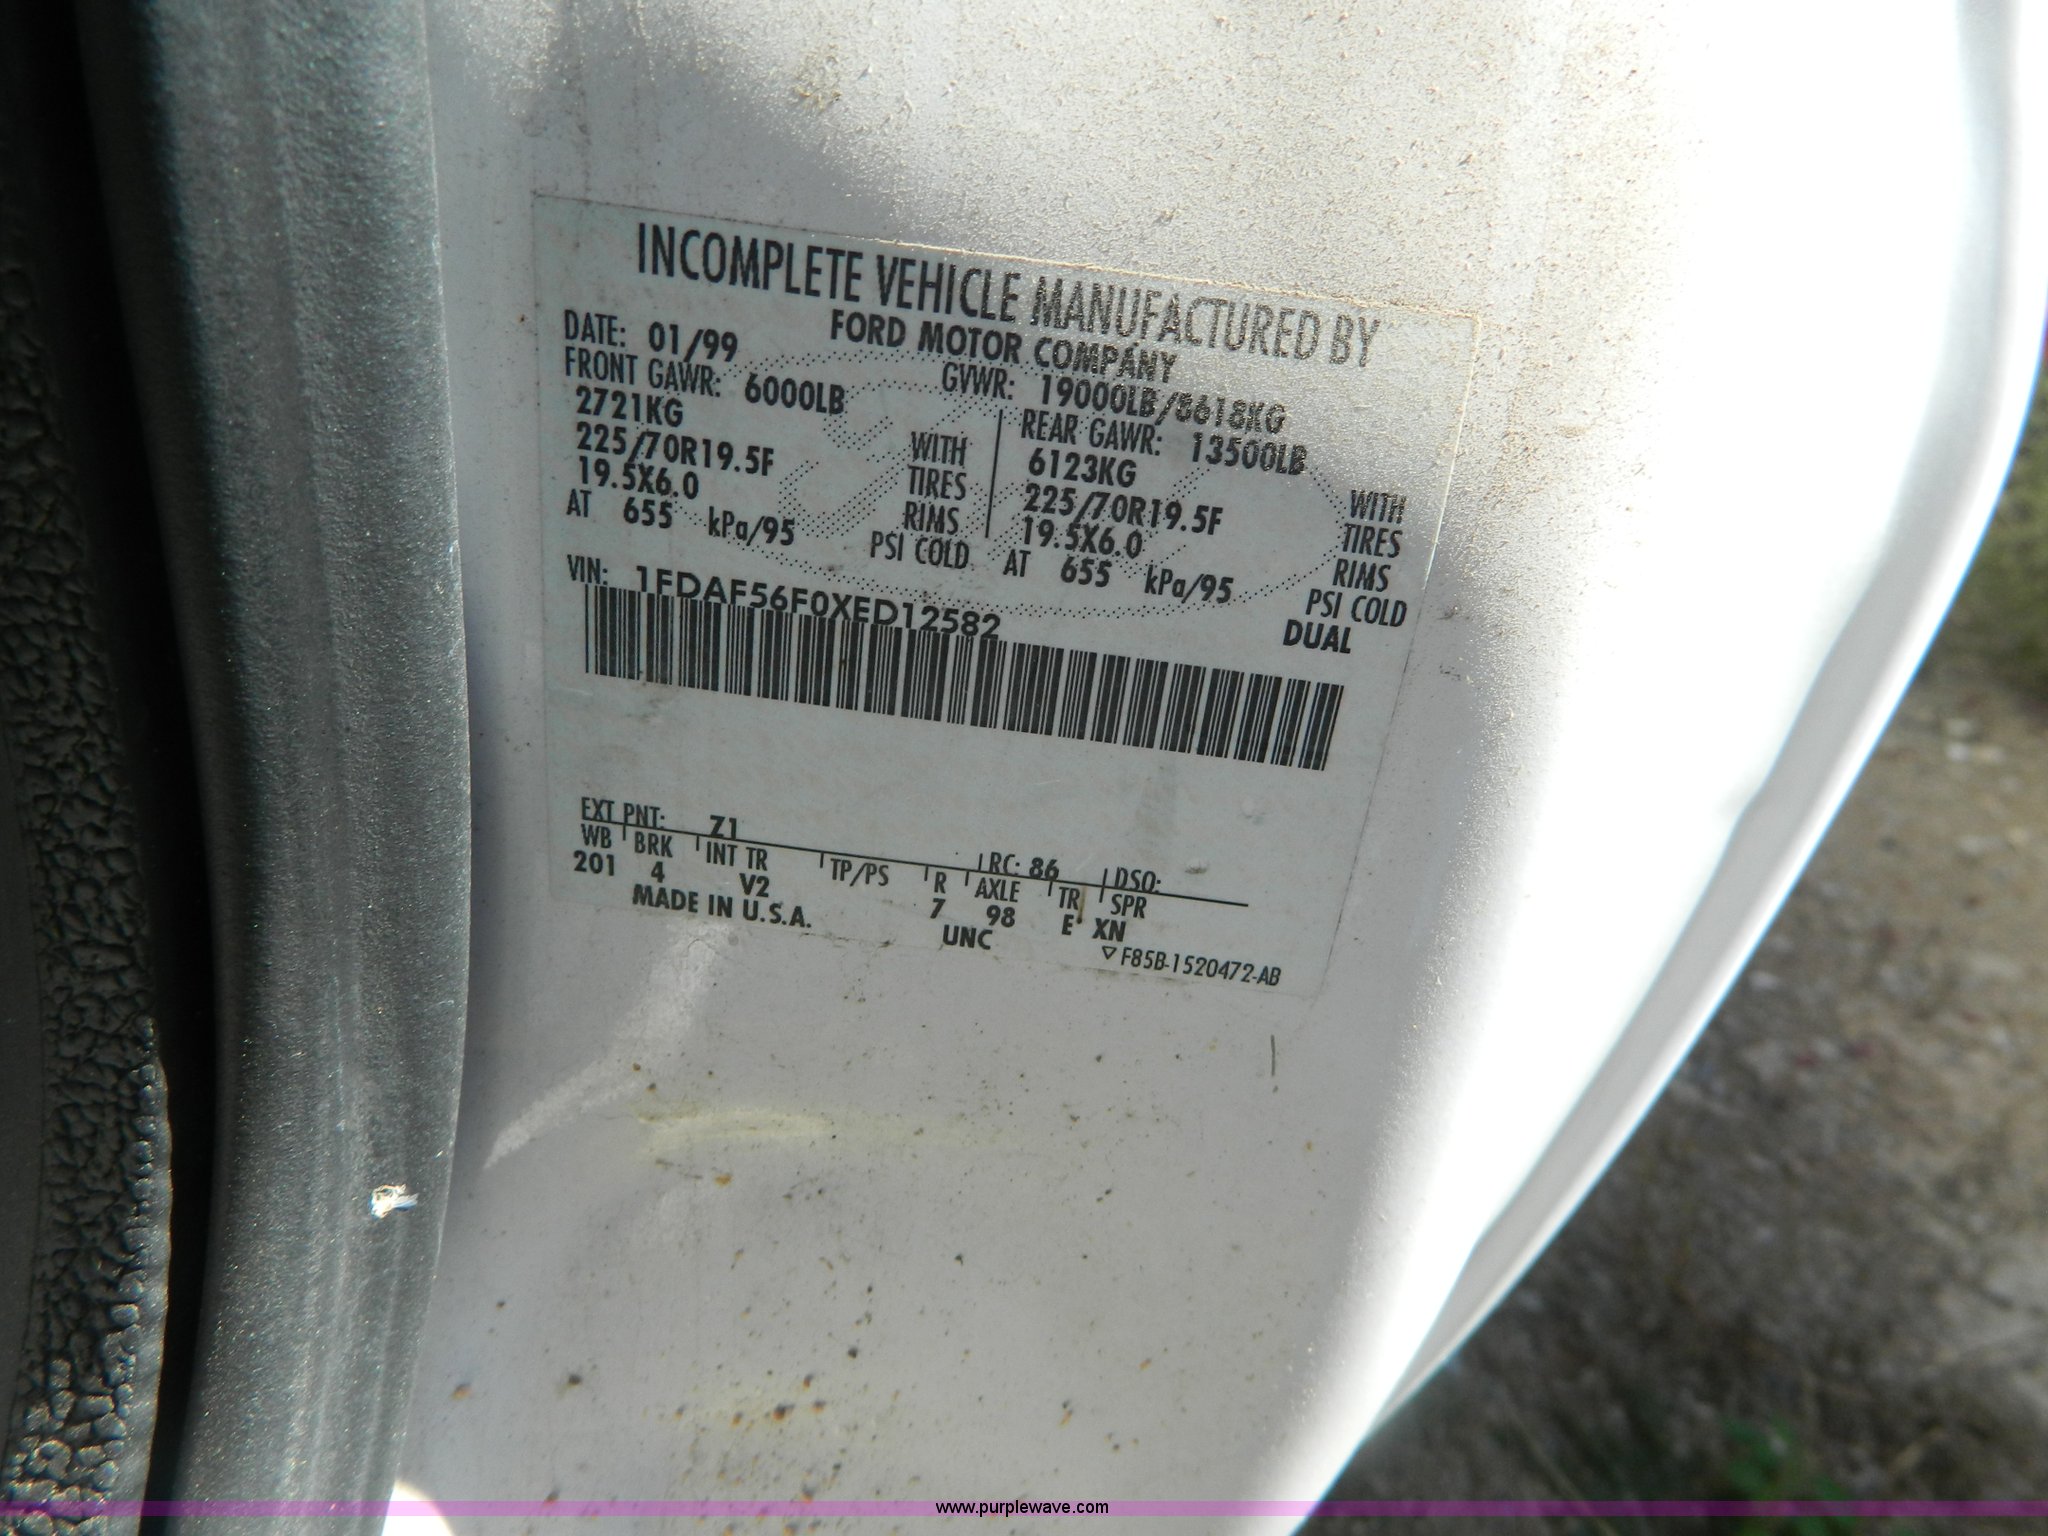 INCOMPLETE VEHICLE MANUFACTURED BY
FORD MOTOR COMPANY
DATE: 01/99 GVWR: 19000LB/8618KG
FRONT GAWR: 6000LB REAR GAWR: 13500LB
2721KG WITH 6123KG WITH
225/70R19.5F TIRES 225/70R19.5F TIRES
19.5X6.0 RIMS 19.5X6.0 RIMS
AT 655 kPa/95 PSI COLD AT 655 kPa/95 PSI COLD
DUAL
VIN: 1FDAF56F0XED12582
EXT PNT: Z1 RC: 86 DSO:
WB BRK INT TR TP/PS R AXLE TR SPR
201 4 V2 7 98 E XN
MADE IN U.S.A. UNC
F85B-1520472-AB
www.purplewave.com